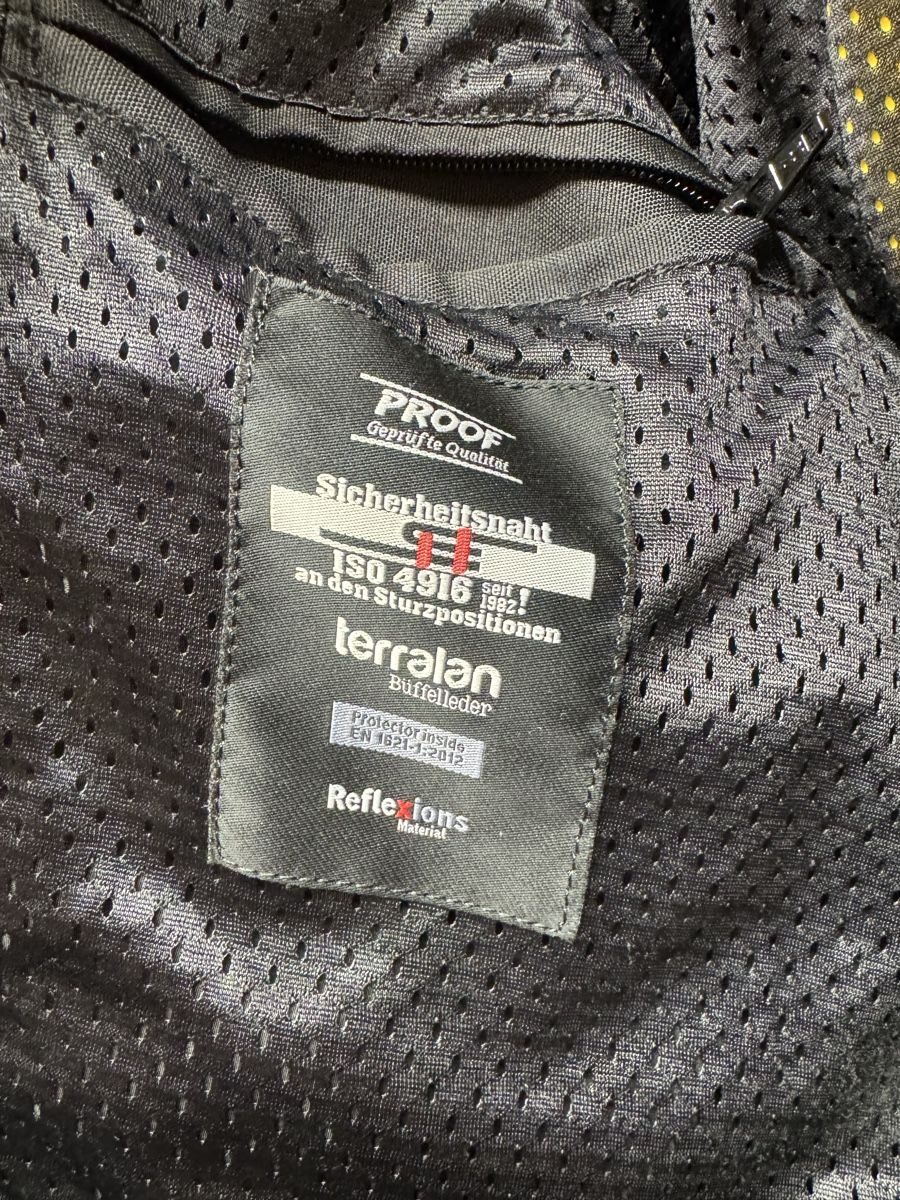 PROOF
Geprüfte Qualität
Sicherheitsnaht
ISO 4916 seit 1982!
an den Sturzpositionen
terralan
Büffelleder
Protector inside
EN 1621-1-2012
Reflexions
Material